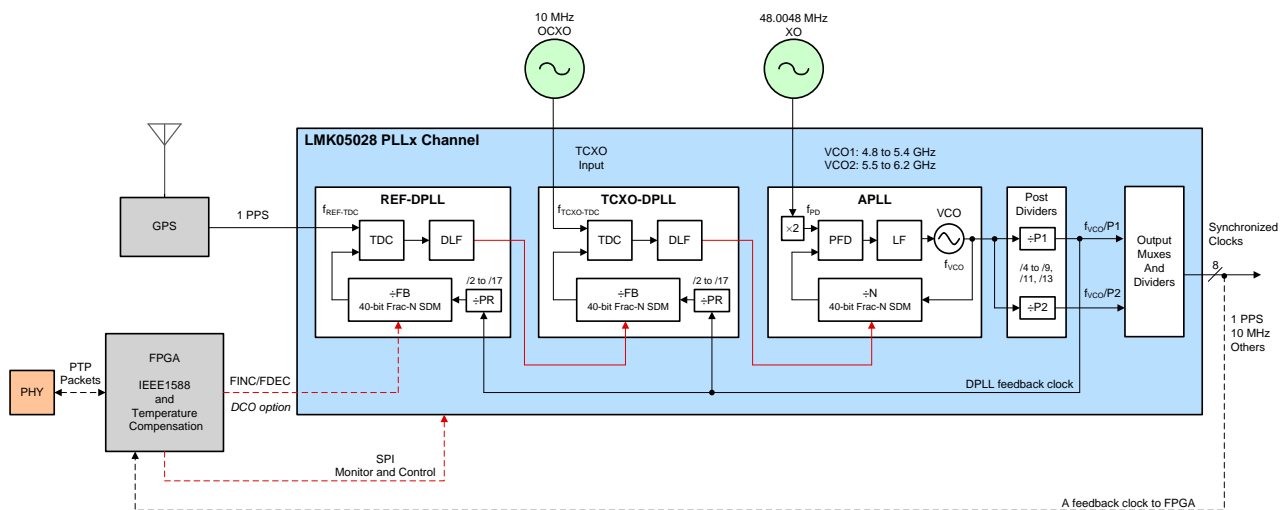 10 MHz
OCXO
48.0048 MHz
XO
LMK05028 PLLx Channel
TCXO
Input
VCO1: 4.8 to 5.4 GHz
VCO2: 5.5 to 6.2 GHz
GPS
1 PPS
REF-DPLL
fREF-TDC
TDC
DLF
/2 to /17
÷FB
40-bit Frac-N SDM
÷PR
TCXO-DPLL
fTCXO-TDC
TDC
DLF
/2 to /17
÷FB
40-bit Frac-N SDM
÷PR
APLL
fPD
×2
PFD
LF
VCO
fVCO
÷N
40-bit Frac-N SDM
Post
Dividers
÷P1
/4 to /9,
/11, /13
÷P2
fVCO/P1
fVCO/P2
Output
Muxes
And
Dividers
Synchronized
Clocks
8
1 PPS
10 MHz
Others
DPLL feedback clock
PHY
PTP
Packets
FPGA
IEEE1588
and
Temperature
Compensation
FINC/FDEC
DCO option
SPI
Monitor and Control
A feedback clock to FPGA